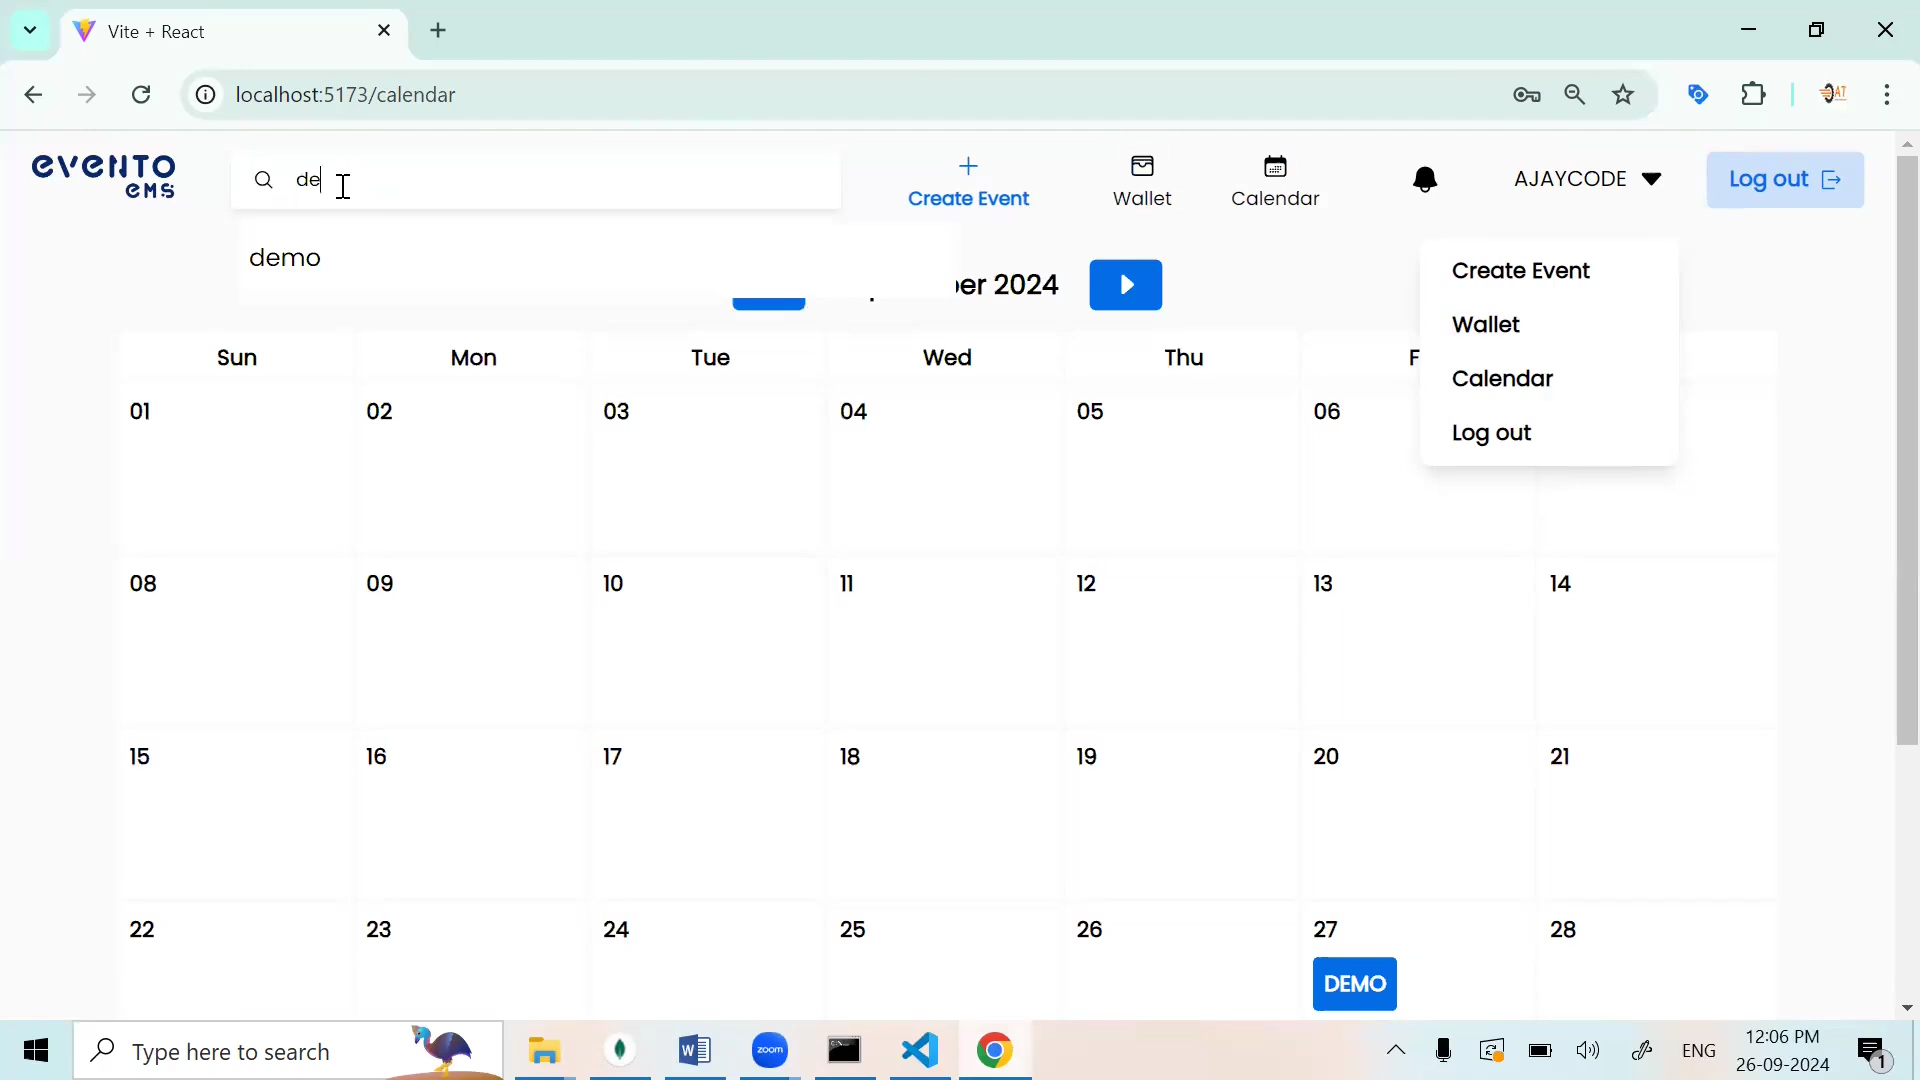 Vite + React
localhost:5173/calendar
evento
ems
de
Create Event
Wallet
Calendar
AJAYCODE
Log out
demo
ber 2024
Create Event
Wallet
Calendar
Log out
Sun Mon Tue Wed Thu F
01 02 03 04 05 06
08 09 10 11 12 13 14
15 16 17 18 19 20 21
22 23 24 25 26 27 28
DEMO
Type here to search
zoom
ENG
12:06 PM
26-09-2024
1